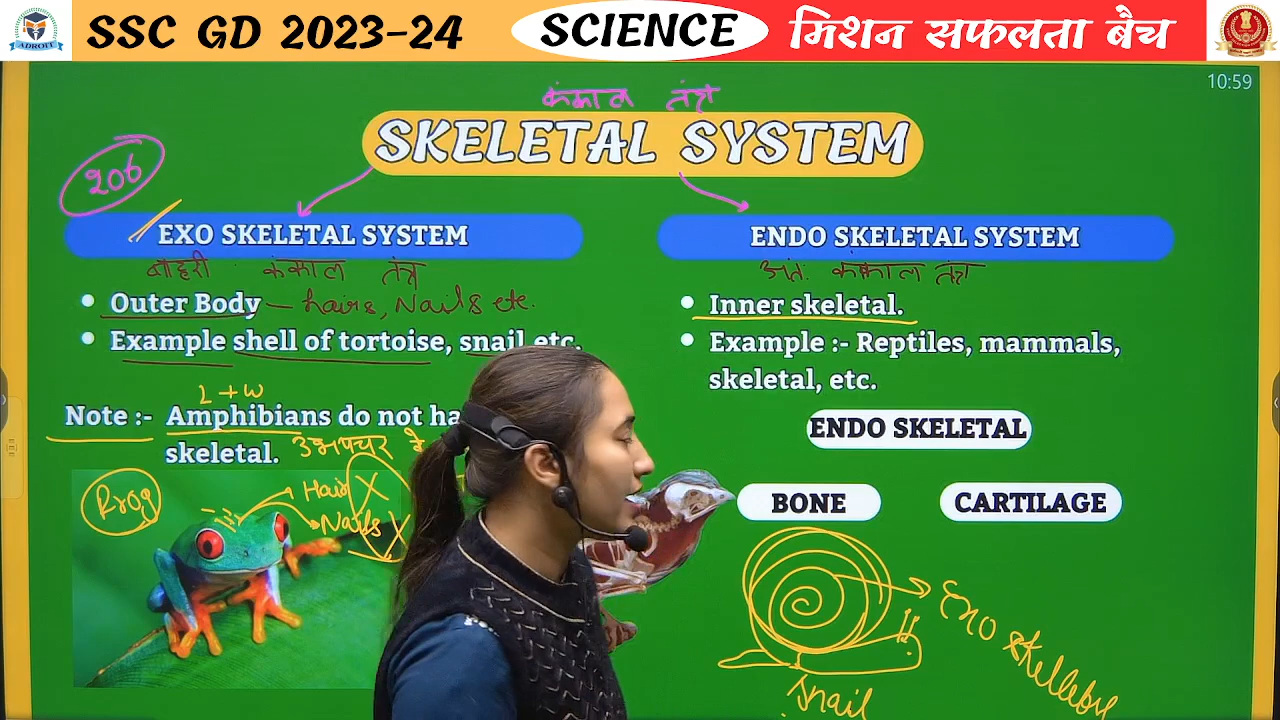 SSC GD 2023-24 SCIENCE मिशन सफलता बैच
ADROIT
10:59
कंकाल तंत्र
SKELETAL SYSTEM
206
EXO SKELETAL SYSTEM
बाहरी कंकाल तंत्र
• Outer Body — hairs, Nails etc.
• Example shell of tortoise, snail etc.
L + W
Note :- Amphibians do not ha
skeletal. उभयचर
Frog
Hair X
Nails X
ENDO SKELETAL SYSTEM
अंत: कंकाल तंत्र
• Inner skeletal.
• Example :- Reptiles, mammals,
skeletal, etc.
ENDO SKELETAL
BONE CARTILAGE
Exo
snail